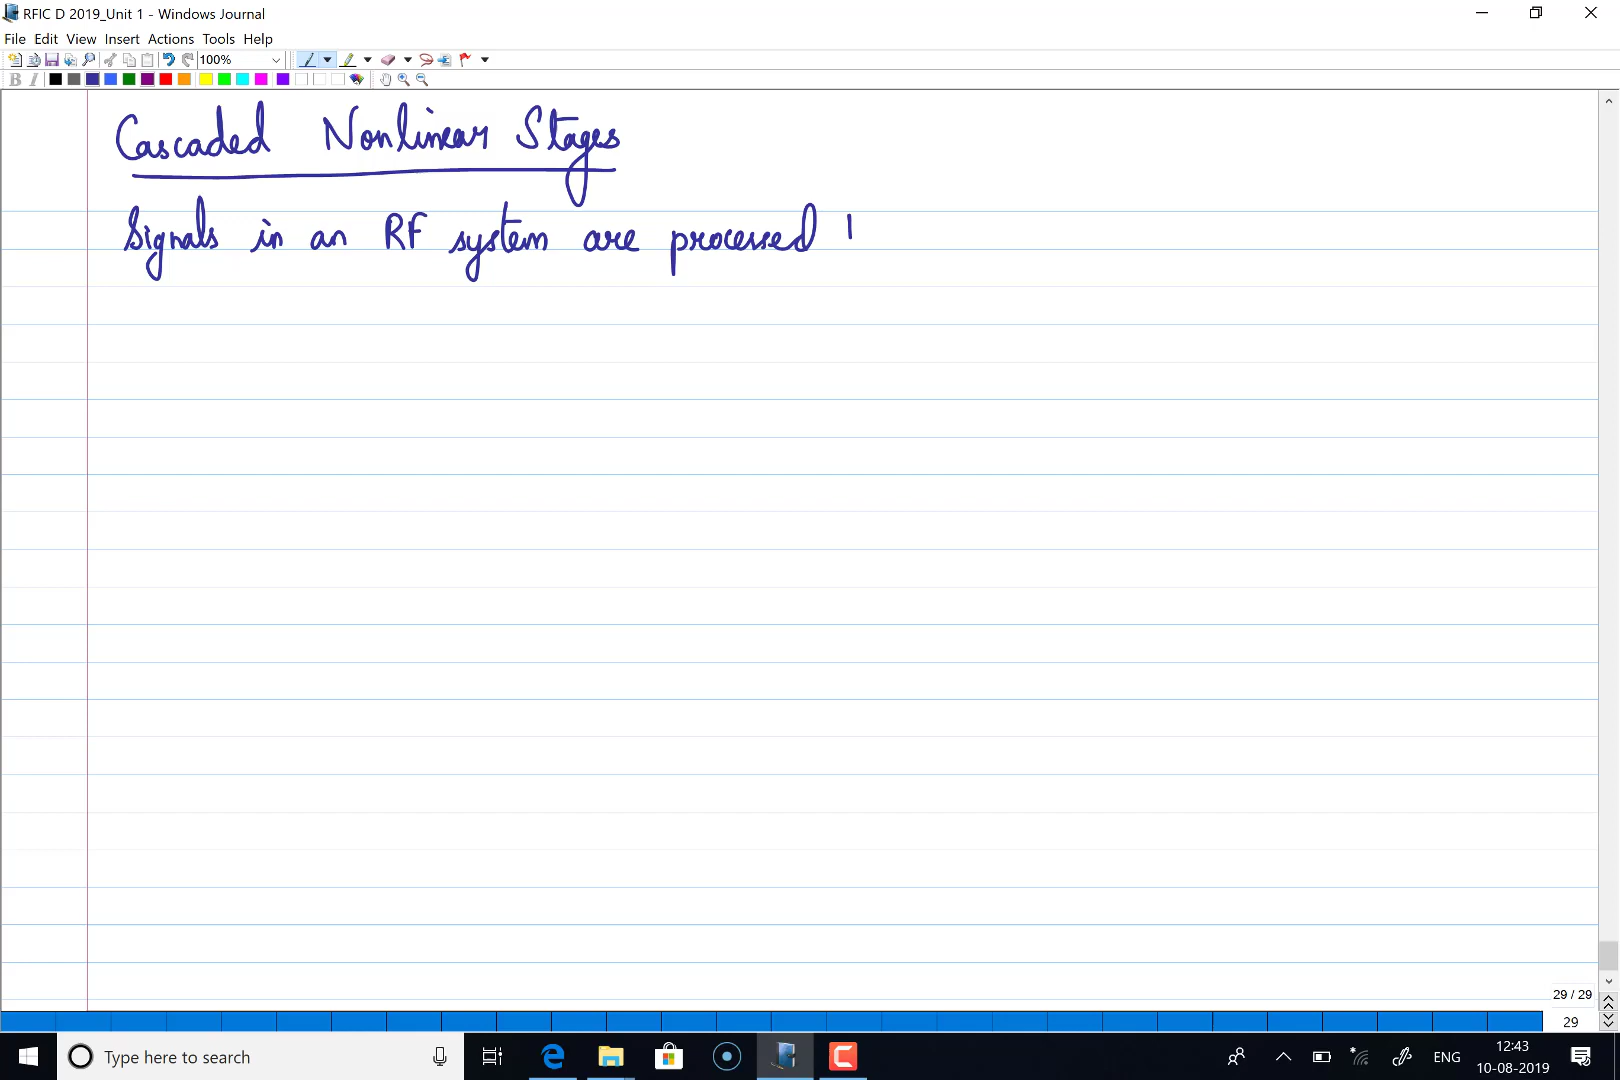 RFIC D 2019_Unit 1 - Windows Journal
File Edit View Insert Actions Tools Help
100%
B I
Cascaded Nonlinear Stages
Signals in an RF system are processed
29 / 29
29
Type here to search
ENG
12:43
10-08-2019